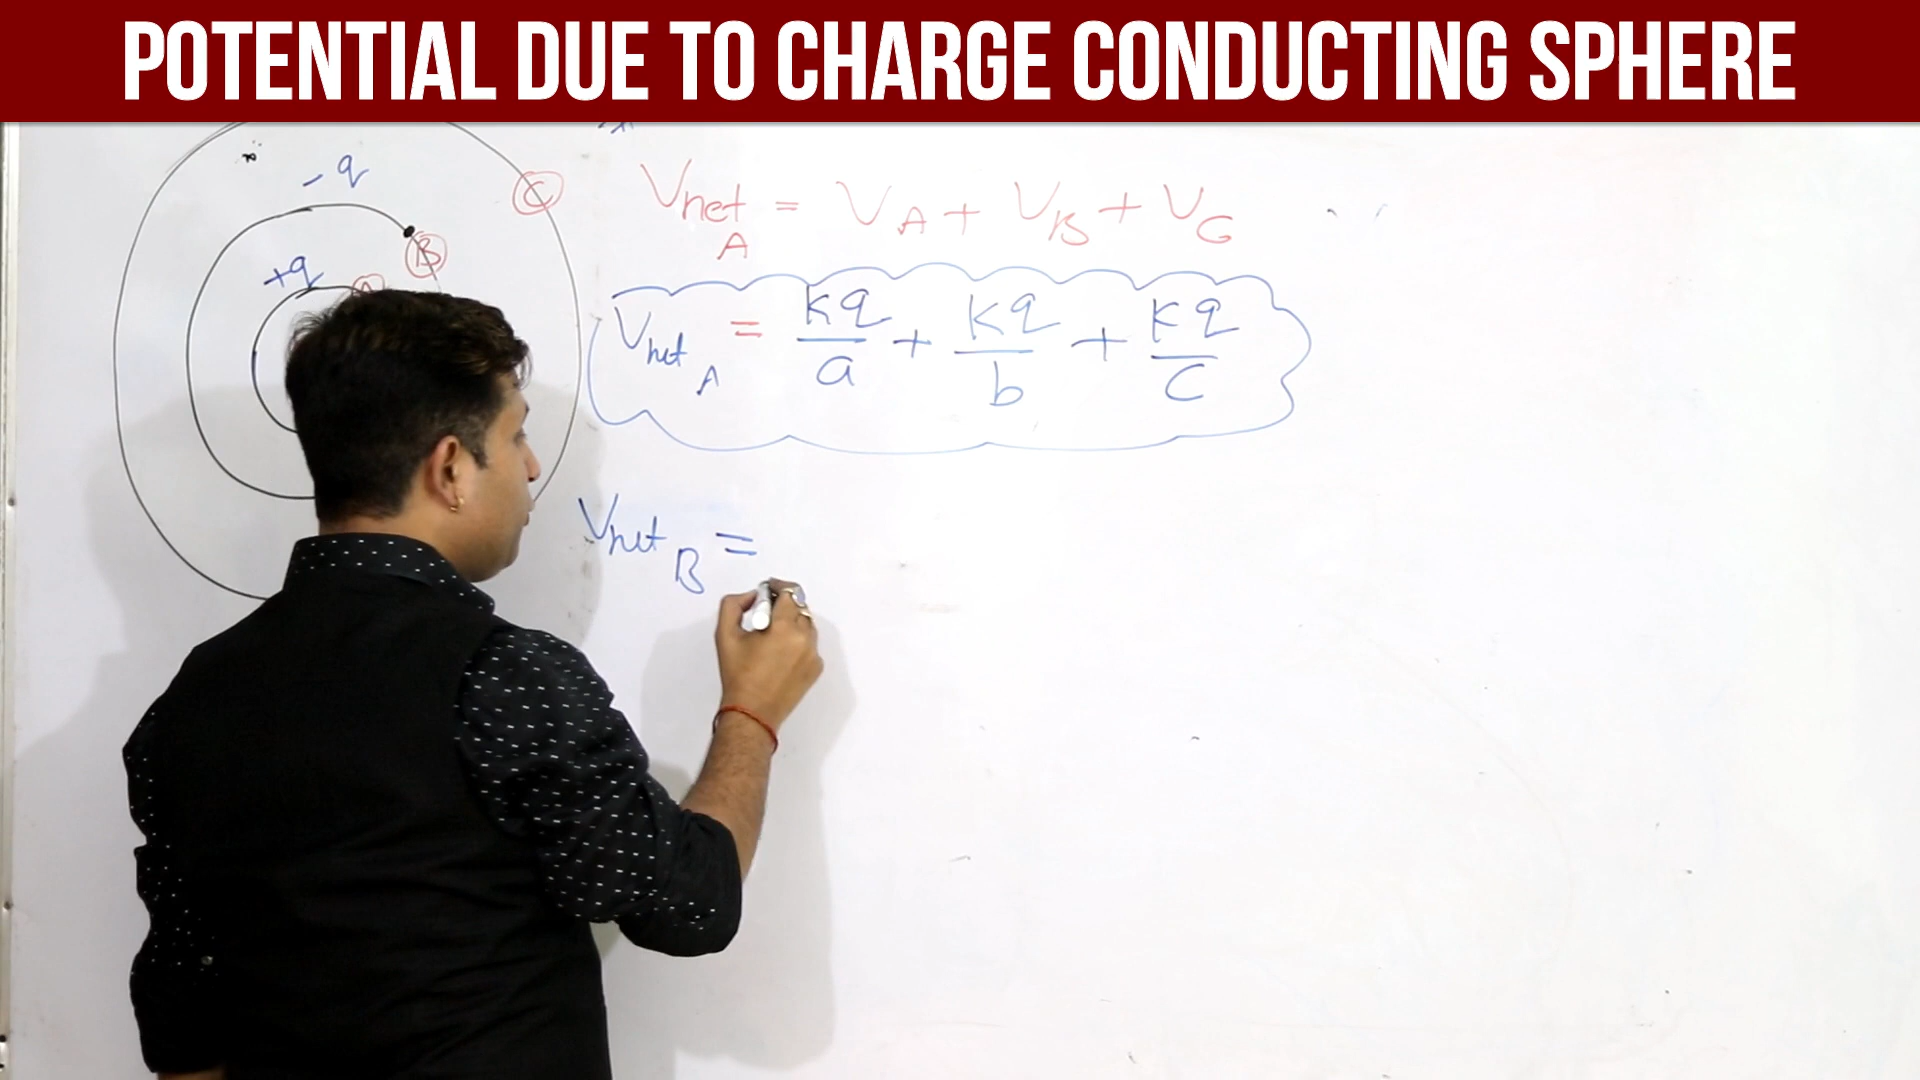 POTENTIAL DUE TO CHARGE CONDUCTING SPHERE
- q
C
B
+q
Vnet A = VA + VB + VC
Vnet A = kq/a + kq/b + kq/c
Vnet B =